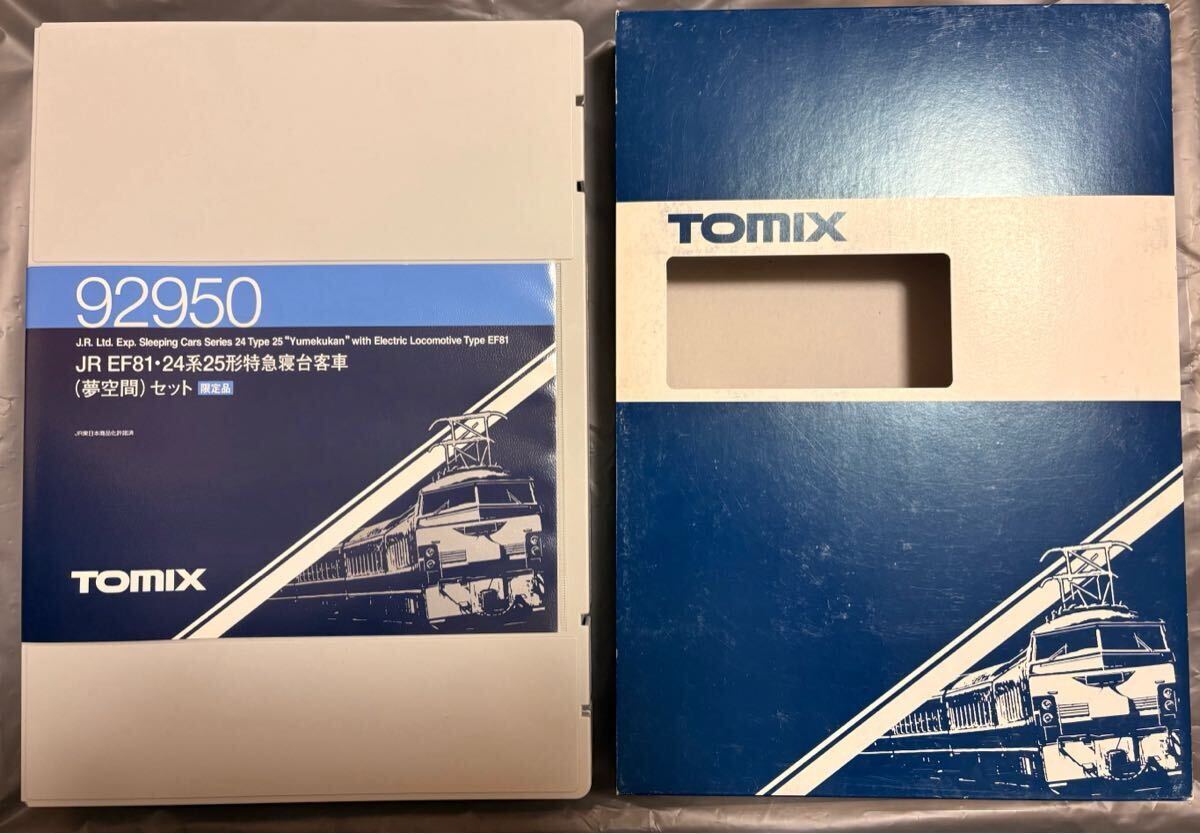 92950
J.R. Ltd. Exp. Sleeping Cars Series 24 Type 25 "Yumekukan" with Electric Locomotive Type EF81
JR EF81・24系25形特急寝台客車
(夢空間)セット 限定品
JR東日本商品化許諾済
TOMIX
TOMIX